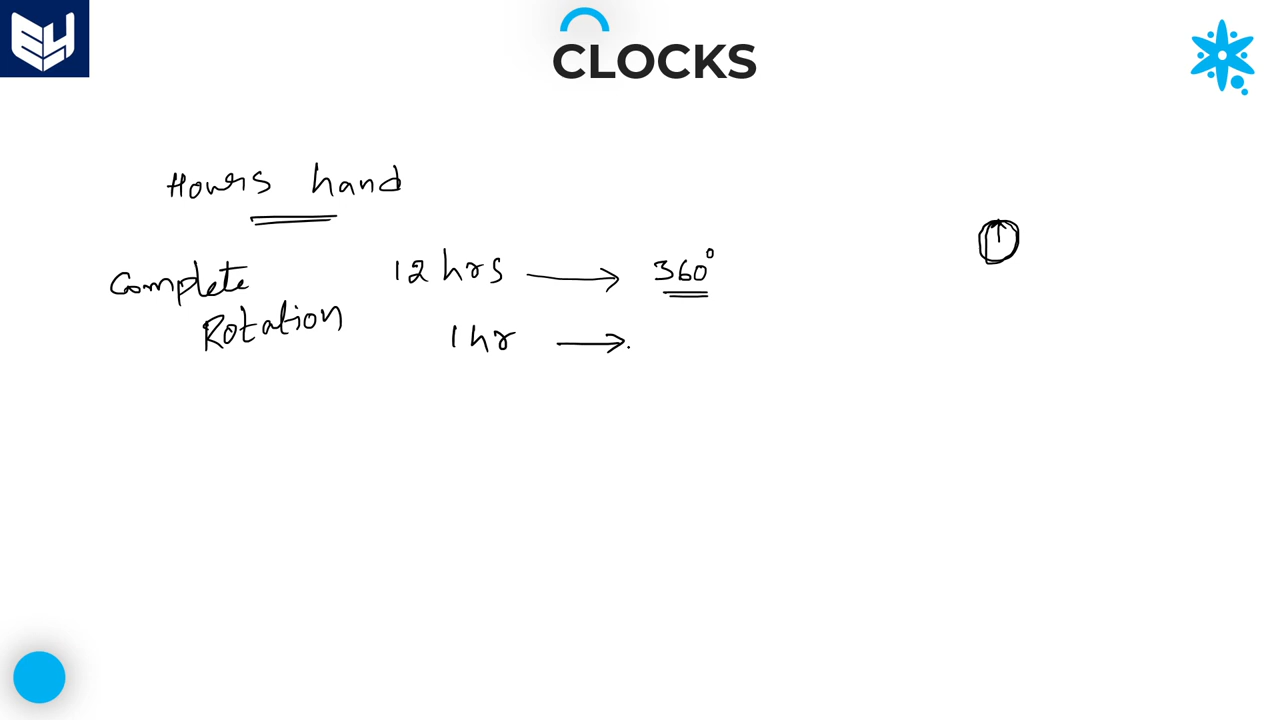 CLOCKS
Hours hand
Complete 12 hrs → 360°
Rotation
1 hr →